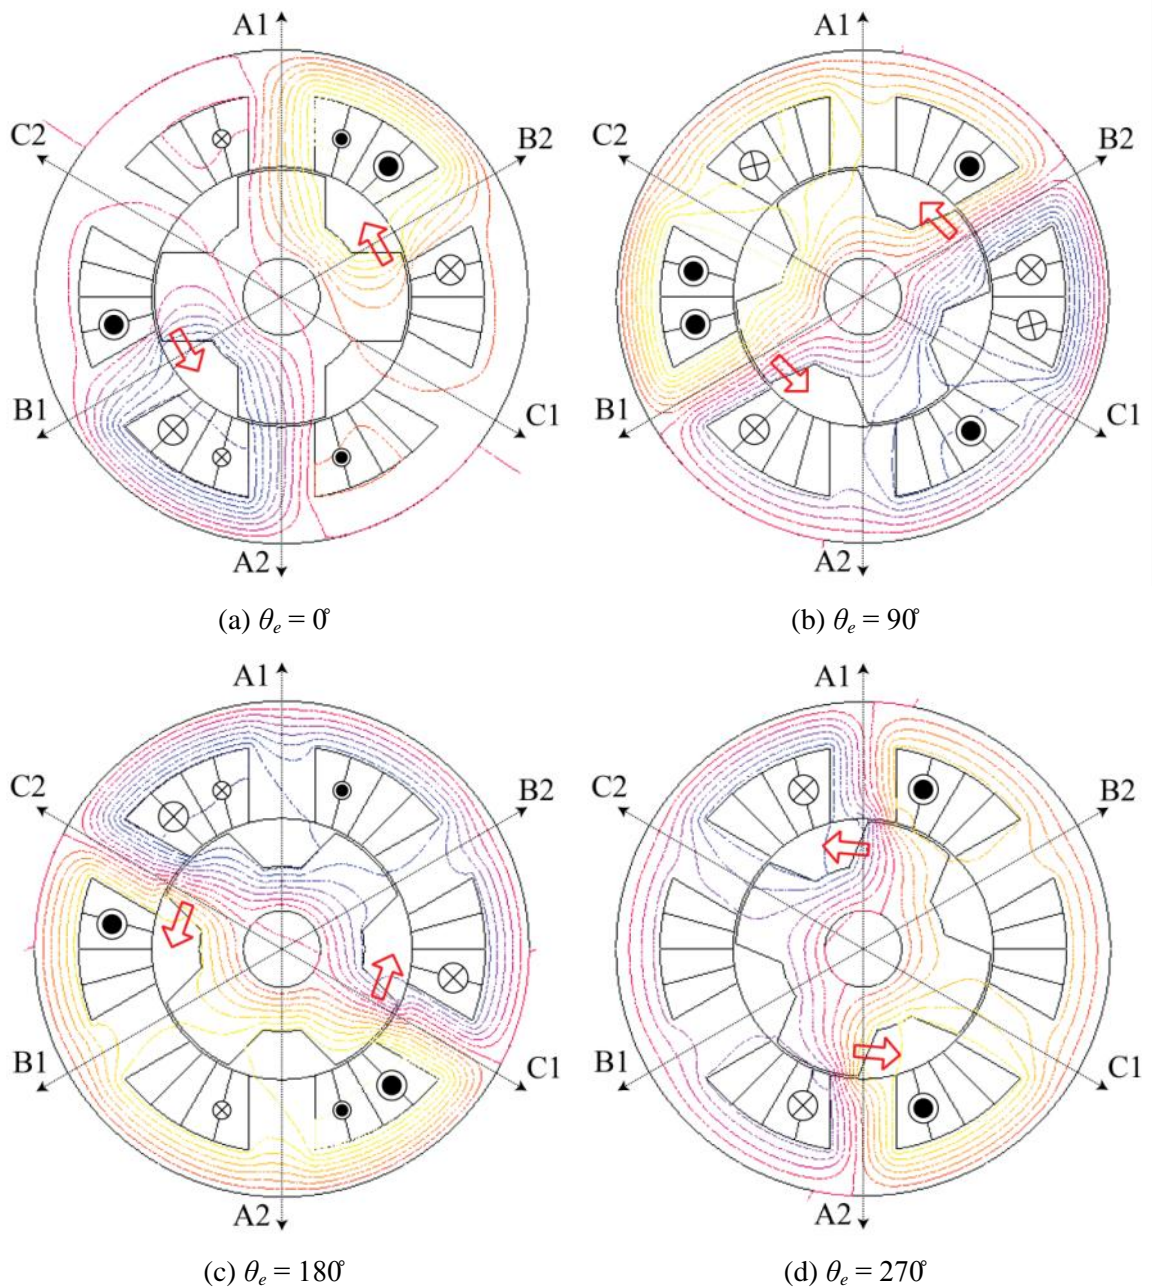 A1 A1
C2 B2 C2 B2
B1 C1 B1 C1
A2 A2
(a) θe = 0° (b) θe = 90°
A1 A1
C2 B2 C2 B2
B1 C1 B1 C1
A2 A2
(c) θe = 180° (d) θe = 270°